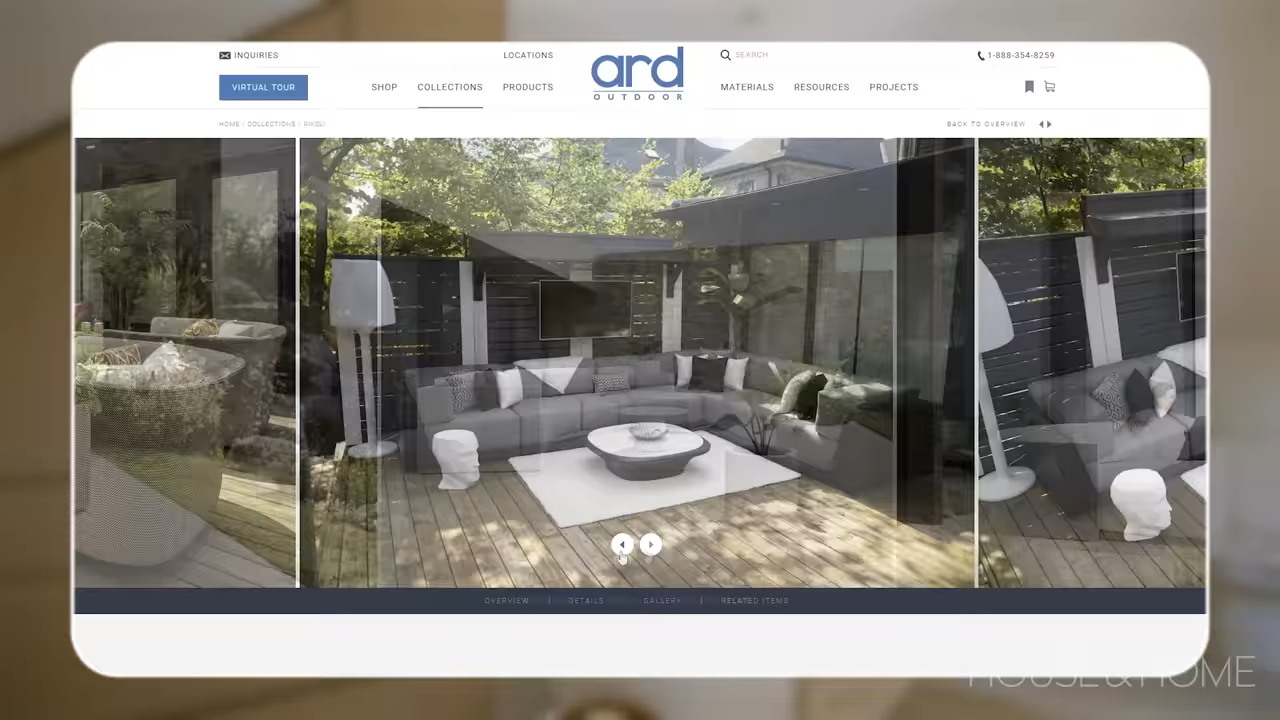 INQUIRIES
LOCATIONS
ard
OUTDOOR
SEARCH
1-888-354-8259
VIRTUAL TOUR
SHOP
COLLECTIONS
PRODUCTS
MATERIALS
RESOURCES
PROJECTS
HOME / COLLECTIONS /
BACK TO OVERVIEW
OVERVIEW | DETAILS GALLERY | RELATED ITEMS
HOUSE & HOME